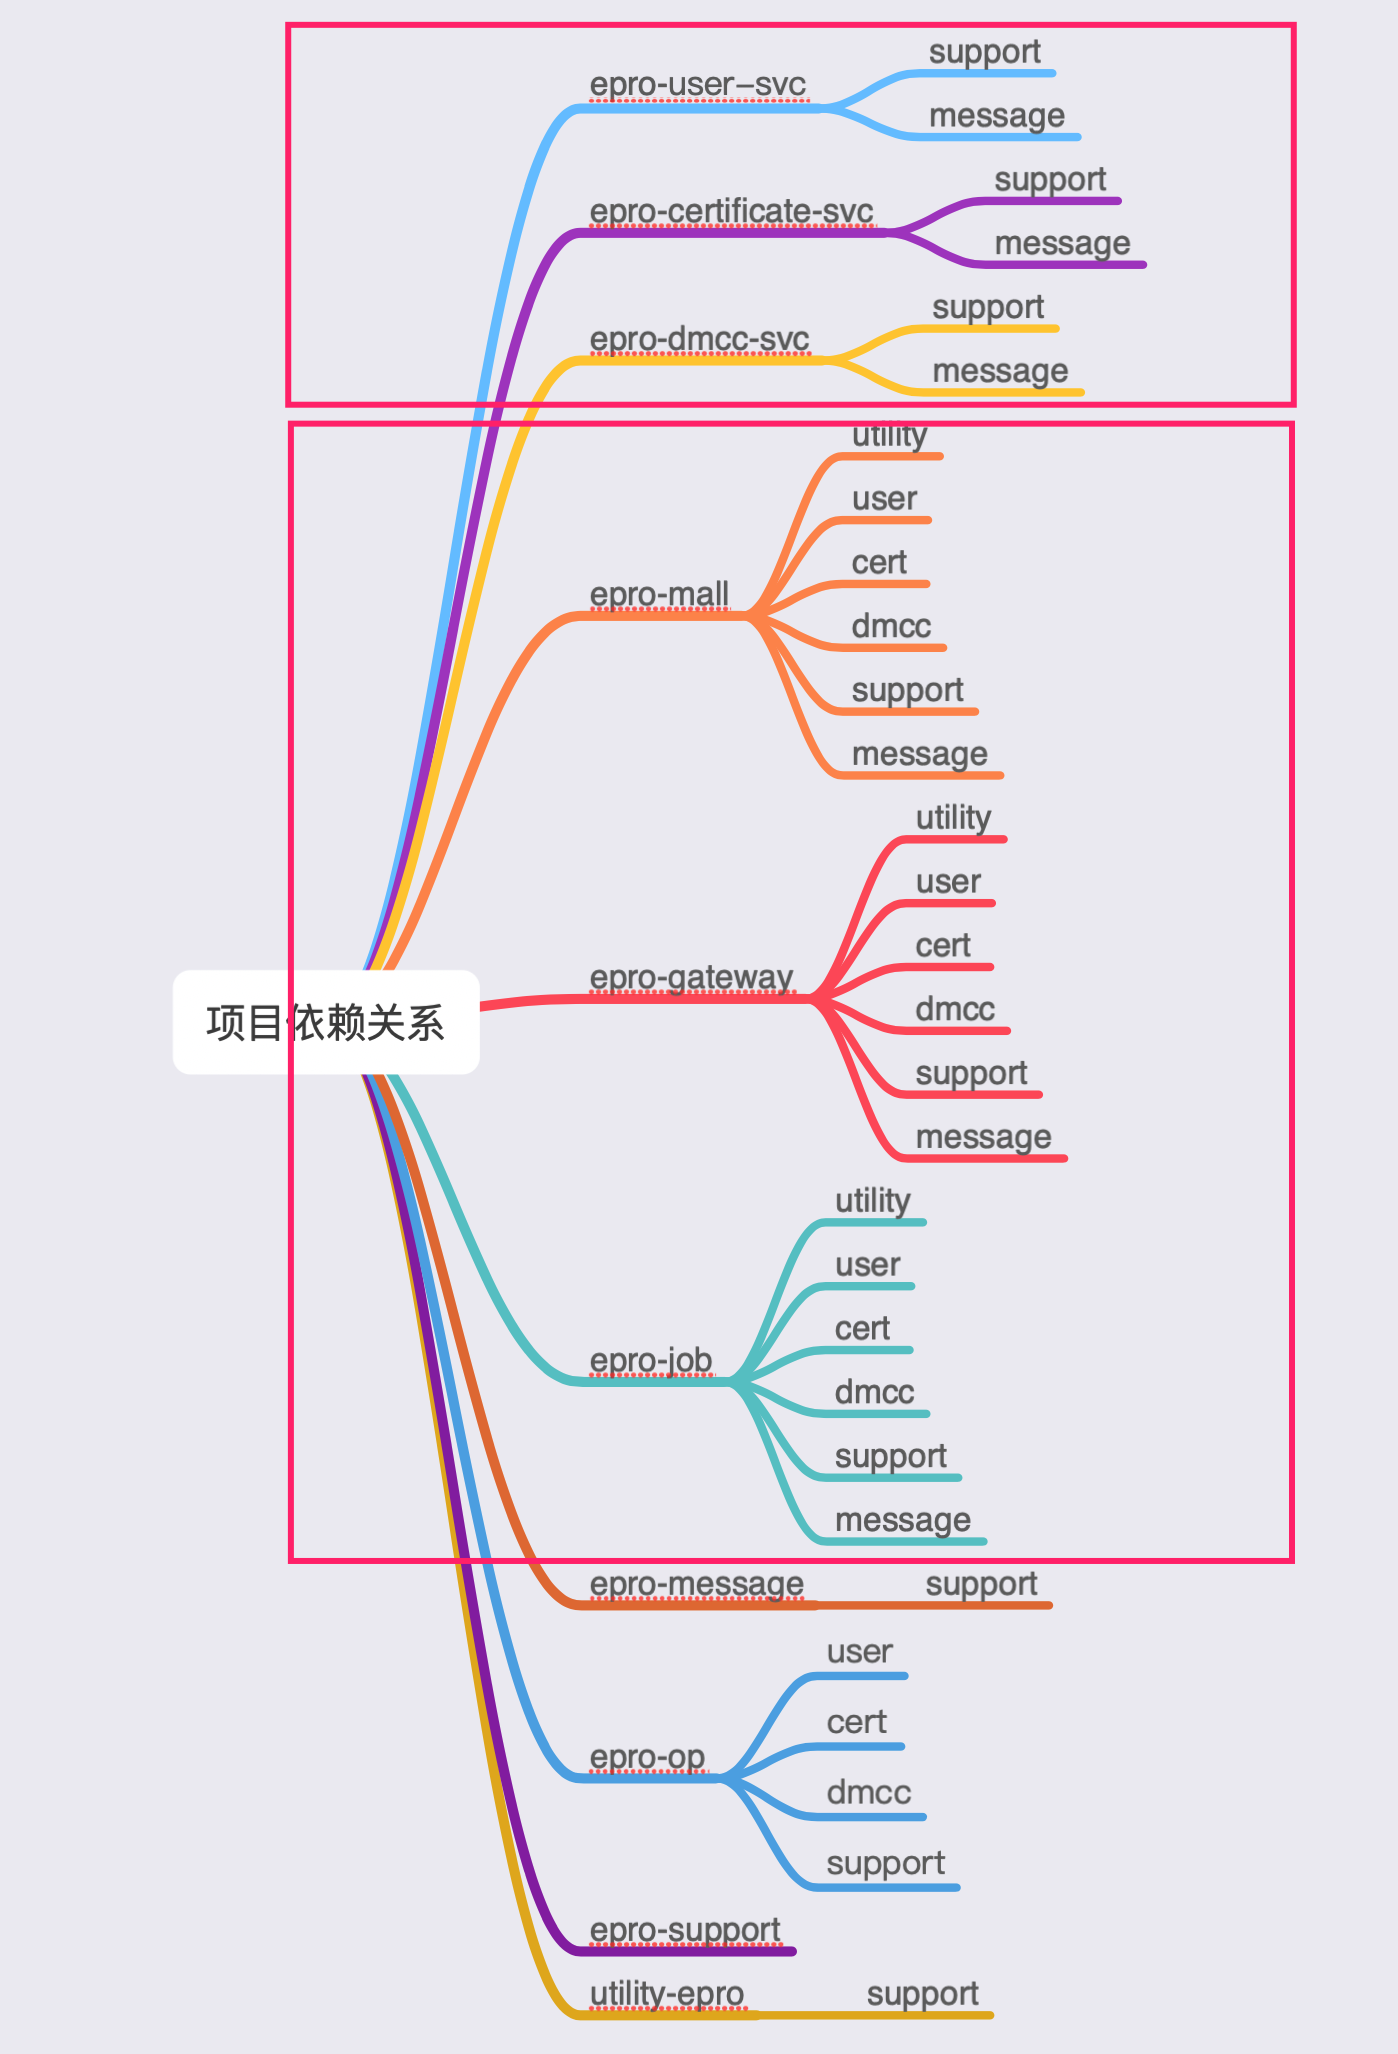 epro-user–svc
support
message
epro-certificate-svc
support
message
epro-dmcc-svc
support
message
epro-mall
utility
user
cert
dmcc
support
message
项目依赖关系
epro-gateway
utility
user
cert
dmcc
support
message
epro-job
utility
user
cert
dmcc
support
message
epro-message
support
epro-op
user
cert
dmcc
support
epro-support
utility-epro
support